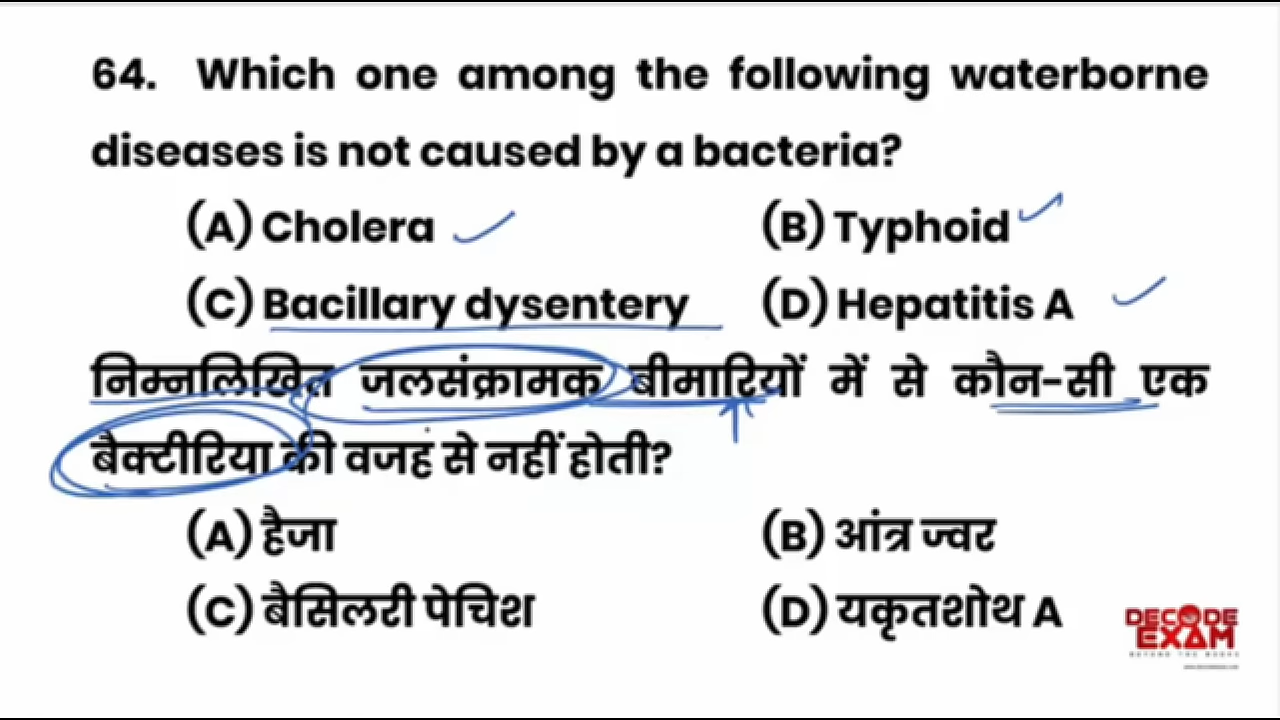 64. Which one among the following waterborne
diseases is not caused by a bacteria?
(A) Cholera (B) Typhoid
(C) Bacillary dysentery (D) Hepatitis A
निम्नलिखित जलसंक्रामक बीमारियों में से कौन-सी एक
बैक्टीरिया की वजह से नहीं होती?
(A) हैजा (B) आंत्र ज्वर
(C) बैसिलरी पेचिश (D) यकृतशोथ A
DECODE
EXAM